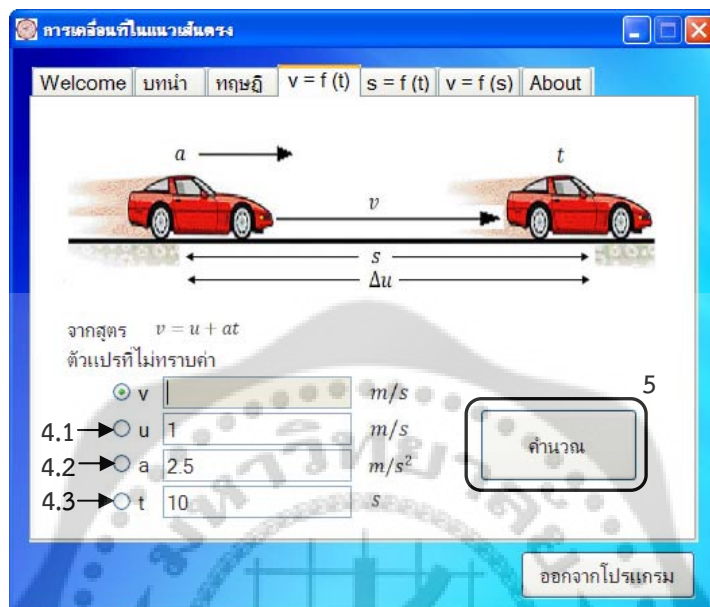 การเคลื่อนที่ในแนวเส้นตรง
Welcome บทนำ ทฤษฎี v = f (t) s = f (t) v = f (s) About
a t
v
s
Δu
จากสูตร v = u + at
ตัวแปรที่ไม่ทราบค่า
v m/s 5
4.1 u 1 m/s
คำนวณ
4.2 a 2.5 m/s²
4.3 t 10 s
ออกจากโปรแกรม